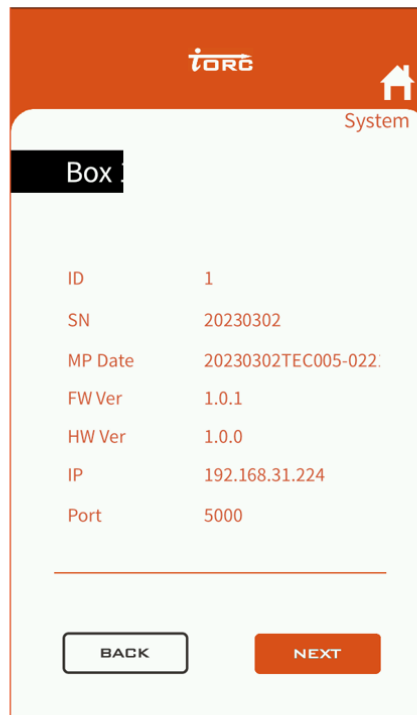 iTORC
System
Box
ID 1
SN 20230302
MP Date 20230302TEC005-022
FW Ver 1.0.1
HW Ver 1.0.0
IP 192.168.31.224
Port 5000
BACK
NEXT